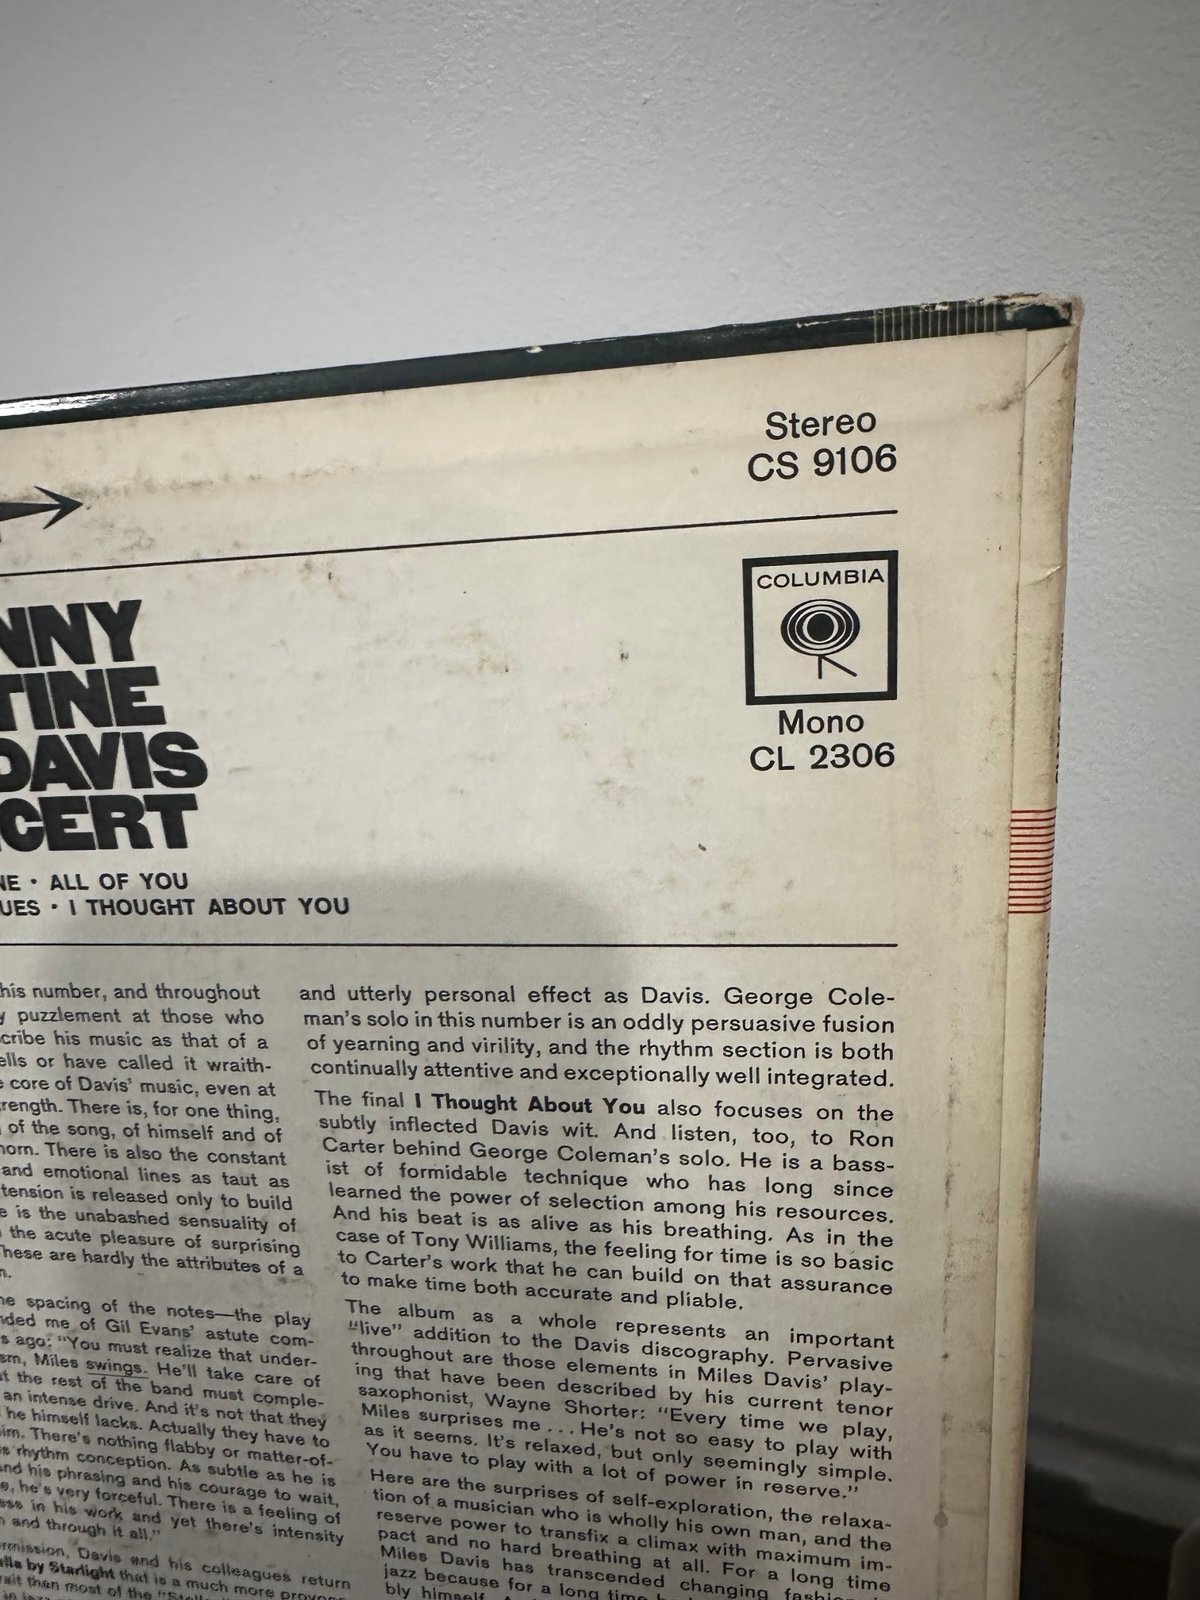 Stereo
CS 9106
COLUMBIA
Mono
CL 2306
NNY
TINE
DAVIS
CERT
NE • ALL OF YOU
UES • I THOUGHT ABOUT YOU
his number, and throughout
y puzzlement at those who
cribe his music as that of a
ells or have called it wraith-
e core of Davis' music, even at
rength. There is, for one thing,
of the song, of himself and of
horn. There is also the constant
and emotional lines as taut as
tension is released only to build
e is the unabashed sensuality of
the acute pleasure of surprising
These are hardly the attributes of a
n.
he spacing of the notes—the play
nded me of Gil Evans' astute com-
s ago: "You must realize that under-
sm, Miles swings. He'll take care of
ut the rest of the band must comple-
an intense drive. And it's not that they
he himself lacks. Actually they have to
him. There's nothing flabby or matter-of-
s rhythm conception. As subtle as he is
and his phrasing and his courage to wait,
e, he's very forceful. There is a feeling of
ess in his work and yet there's intensity
n and through it all."
ermission, Davis and his colleagues return
ella by Starlight that is a much more
than most of the
and utterly personal effect as Davis. George Cole-
man's solo in this number is an oddly persuasive fusion
of yearning and virility, and the rhythm section is both
continually attentive and exceptionally well integrated.
The final I Thought About You also focuses on the
subtly inflected Davis wit. And listen, too, to Ron
Carter behind George Coleman's solo. He is a bass-
ist of formidable technique who has long since
learned the power of selection among his resources.
And his beat is as alive as his breathing. As in the
case of Tony Williams, the feeling for time is so basic
to Carter's work that he can build on that assurance
to make time both accurate and pliable.
The album as a whole represents an important
"live" addition to the Davis discography. Pervasive
throughout are those elements in Miles Davis' play-
ing that have been described by his current tenor
saxophonist, Wayne Shorter: "Every time we play,
Miles surprises me ... He's not so easy to play with
as it seems. It's relaxed, but only seemingly simple.
You have to play with a lot of power in reserve."
Here are the surprises of self-exploration, the relaxa-
tion of a musician who is wholly his own man, and the
reserve power to transfix a climax with maximum im-
pact and no hard breathing at all. For a long time
Miles Davis has transcended changing
jazz because for a long time
bly himself.